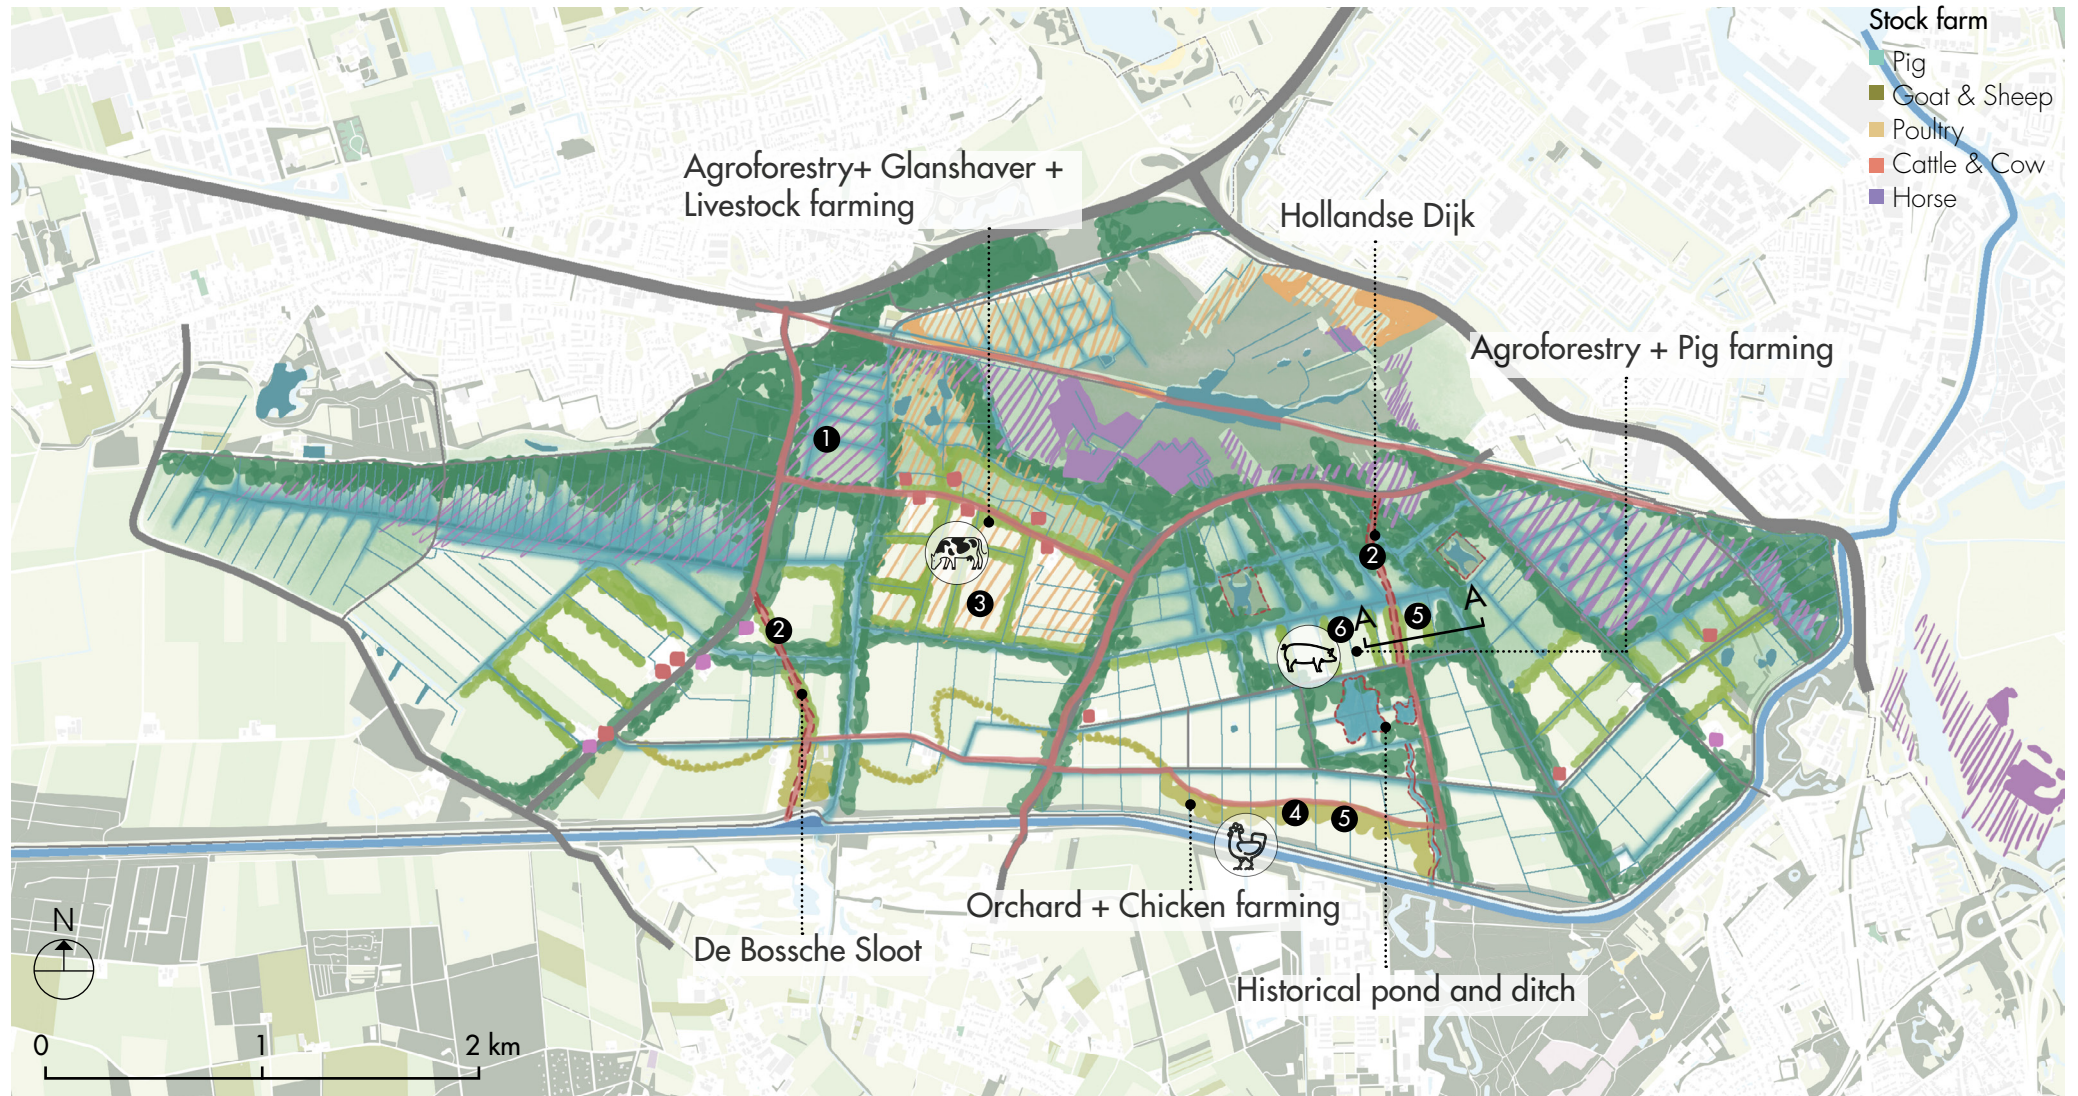 Stock farm
Pig
Goat & Sheep
Poultry
Cattle & Cow
Horse
Agroforestry+ Glanshaver +
Livestock farming
Hollandse Dijk
Agroforestry + Pig farming
1
2
3
2
6
A
5
A
4
5
Orchard + Chicken farming
De Bossche Sloot
Historical pond and ditch
N
0
1
2 km